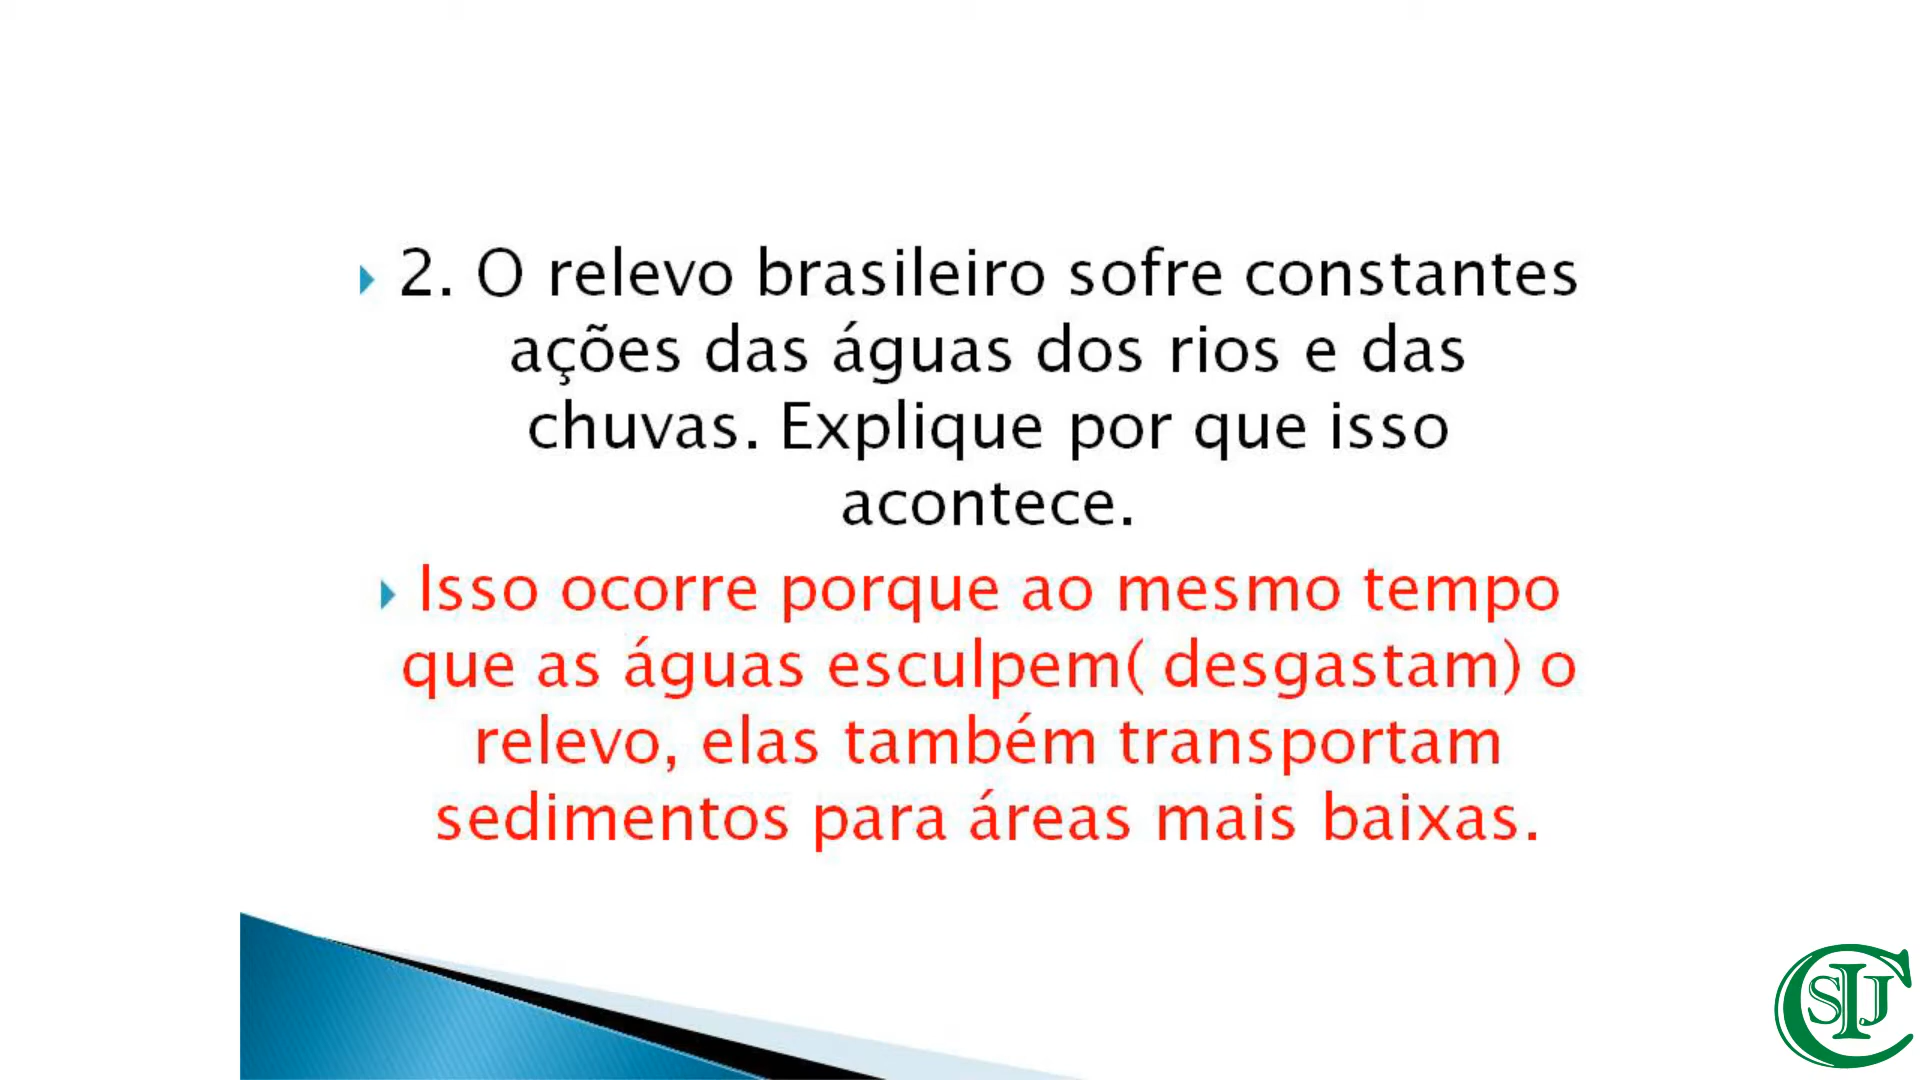 2. O relevo brasileiro sofre constantes
ações das águas dos rios e das
chuvas. Explique por que isso
acontece.
Isso ocorre porque ao mesmo tempo
que as águas esculpem( desgastam) o
relevo, elas também transportam
sedimentos para áreas mais baixas.
CSIJ